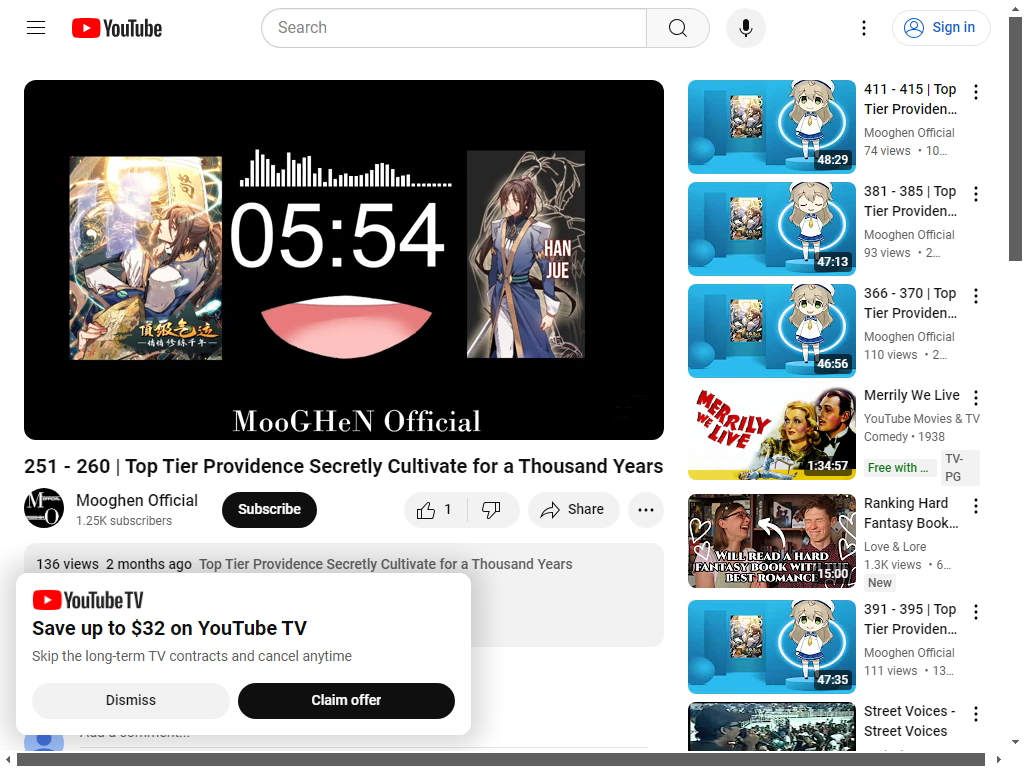 YouTube
Search
Sign in
05:54
HAN
JUE
MooGHeN Official
251 - 260 | Top Tier Providence Secretly Cultivate for a Thousand Years
Mooghen Official
1.25K subscribers
Subscribe
1
Share
136 views 2 months ago Top Tier Providence Secretly Cultivate for a Thousand Years
YouTube TV
Save up to $32 on YouTube TV
Skip the long-term TV contracts and cancel anytime
Dismiss
Claim offer
Add a comment...
48:29
411 - 415 | Top
Tier Providen...
Mooghen Official
74 views • 10...
47:13
381 - 385 | Top
Tier Providen...
Mooghen Official
93 views • 2...
46:56
366 - 370 | Top
Tier Providen...
Mooghen Official
110 views • 2...
MERRILY
WE LIVE
1:34:57
Merrily We Live
YouTube Movies & TV
Comedy • 1938
Free with ...
TV-
PG
WILL READ A HARD
FANTASY BOOK WITH THE
BEST ROMANCE
15:00
Ranking Hard
Fantasy Book...
Love & Lore
1.3K views • 6...
New
47:35
391 - 395 | Top
Tier Providen...
Mooghen Official
111 views • 13...
Street Voices -
Street Voices